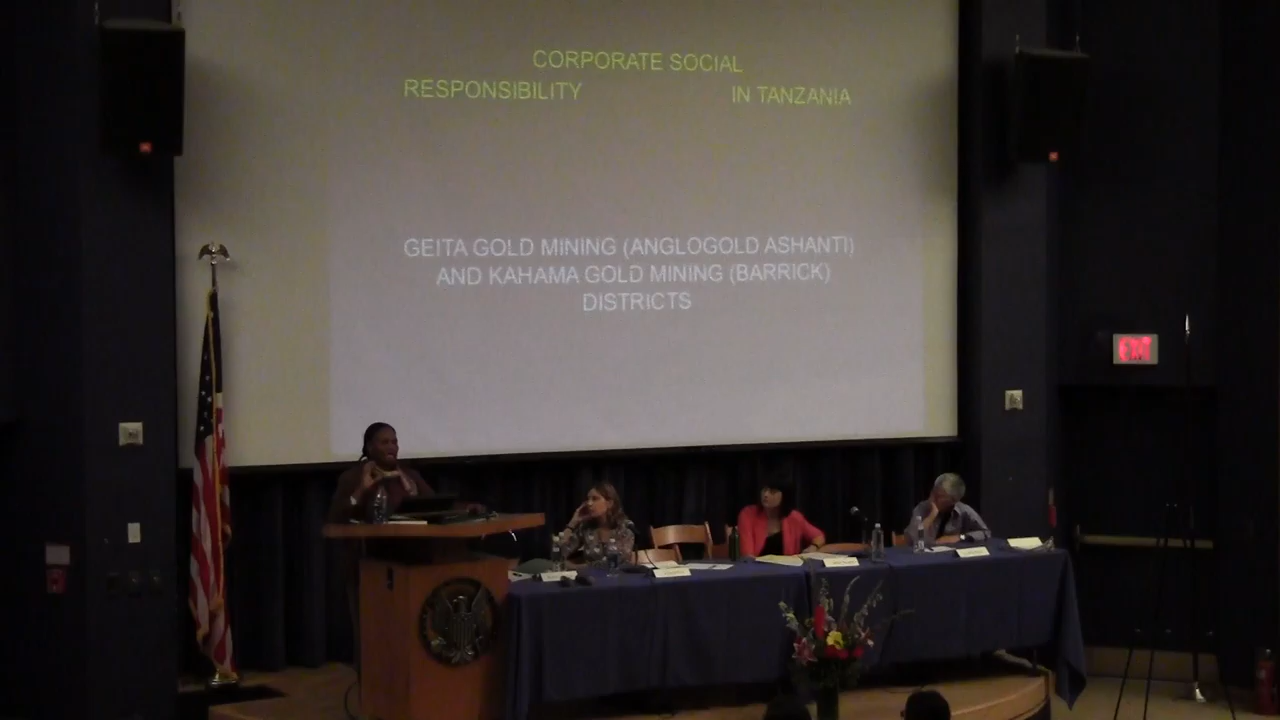 CORPORATE SOCIAL
RESPONSIBILITY IN TANZANIA
GEITA GOLD MINING (ANGLOGOLD ASHANTI)
AND KAHAMA GOLD MINING (BARRICK)
DISTRICTS
EXIT